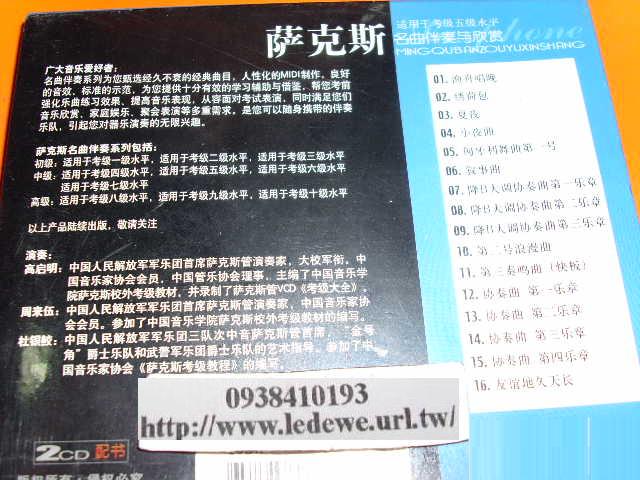 萨克斯
适用于考级五级水平
名曲伴奏与欣赏
MINGQUBANZOUYUXINSHANG
广大音乐爱好者：
名曲伴奏系列为您甄选经久不衰的经典曲目，人性化的MIDI制作，良好
的音效，标准的示范，为您提供十分有效的学习辅助与借鉴，帮您考前
强化乐曲练习效果、提高音乐表现，从容面对考试表演，同时满足您们
音乐欣赏、家庭娱乐、聚会表演等多重需求，是您可以随身携带的伴奏
乐队，引起您对器乐演奏的无限兴趣。
萨克斯名曲伴奏系列包括：
初级：适用于考级一级水平，适用于考级二级水平，适用于考级三级水平
中级：适用于考级四级水平，适用于考级五级水平，适用于考级六级水平
适用于考级七级水平
高级：适用于考级八级水平，适用于考级九级水平，适用于考级十级水平
以上产品陆续出版，敬请关注
演奏：
高启明：中国人民解放军军乐团首席萨克斯管演奏家，大校军衔，中
国音乐家协会会员，中国管乐协会理事，主编了中国音乐学
院萨克斯校外考级教材，并录制了萨克斯管VCD《考级大全》。
周来伍：中国人民解放军军乐团首席萨克斯管演奏家，中国音乐家协
会会员。参加了中国音乐学院萨克斯校外考级教材的编写。
杜银鲛：中国人民解放军军乐团三队次中音萨克斯管首席，“金号
角”爵士乐队和武警军乐团爵士乐队的艺术指导。参加了中
国音乐家协会《萨克斯考级教程》的编写。
01. 渔舟唱晚
02. 绣荷包
03. 夏夜
04. 小夜曲
05. 匈牙利舞曲第一号
06. 叙事曲
07. 降B大调协奏曲第一乐章
08. 降B大调协奏曲第二乐章
09. 降B大调协奏曲第三乐章
10. 第二号浪漫曲
11. 第三奏鸣曲（快板）
12. 协奏曲 第一乐章
13. 协奏曲 第二乐章
14. 协奏曲 第三乐章
15. 协奏曲 第四乐章
16. 友谊地久天长
0938410193
http://www.ledewe.url.tw/
2CD 配书
版权所有·侵权必究